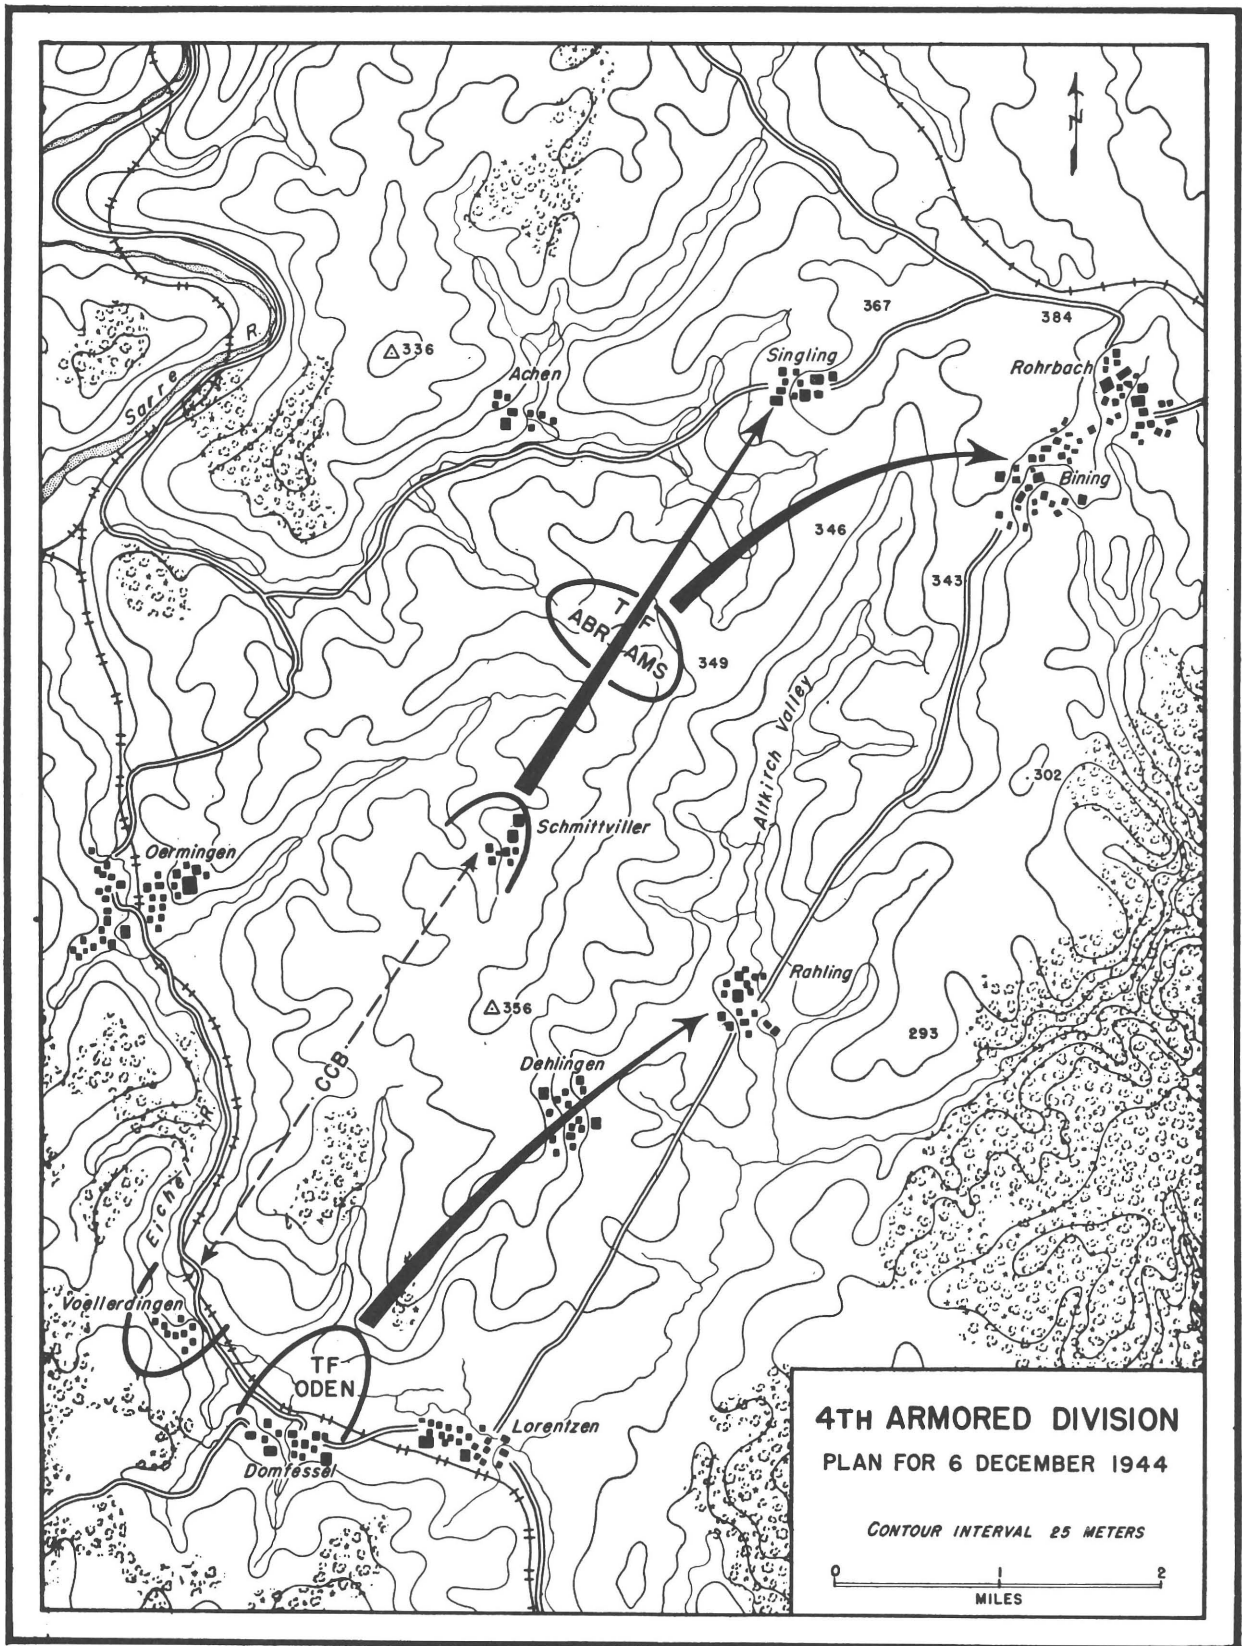 N
367
384
Singling
△336
R.
Rohrbach
Achen
Sarre
Bining
346
343
T F
ABRAMS
349
Altkirch Valley
302
Schmittviller
Oermingen
Rahling
△356
293
CCB
Dehlingen
R.
Eichel
Voellerdingen
TF
ODEN
Lorentzen
Domfessel
4TH ARMORED DIVISION
PLAN FOR 6 DECEMBER 1944
CONTOUR INTERVAL 25 METERS
0 1 2
MILES